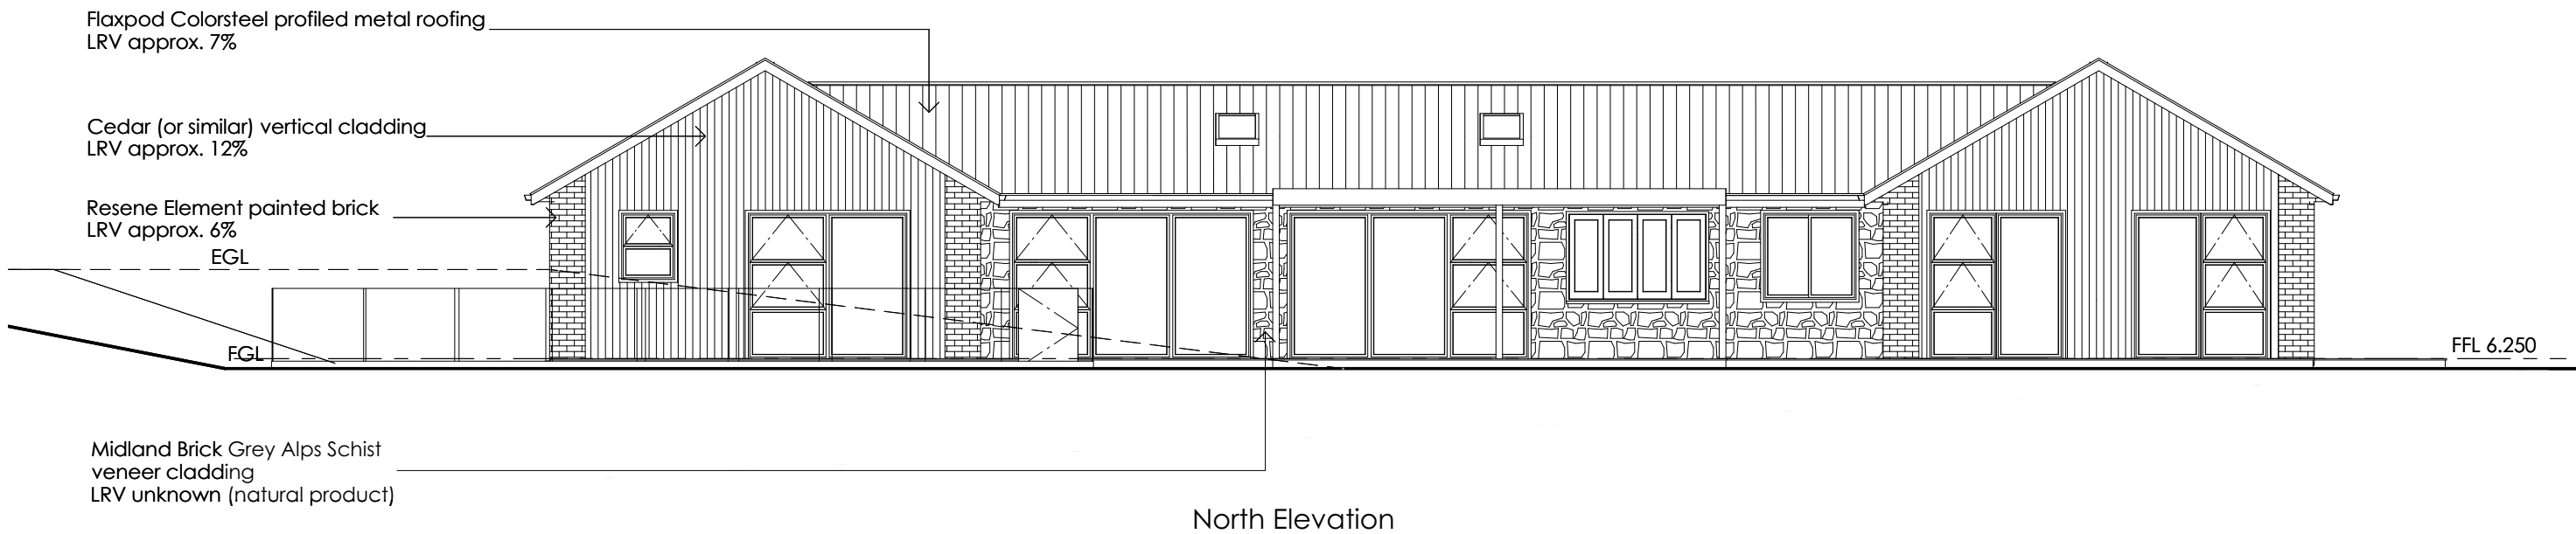 Flaxpod Colorsteel profiled metal roofing
LRV approx. 7%
Cedar (or similar) vertical cladding
LRV approx. 12%
Resene Element painted brick
LRV approx. 6%
EGL
FGL
FFL 6.250
Midland Brick Grey Alps Schist
veneer cladding
LRV unknown (natural product)
North Elevation